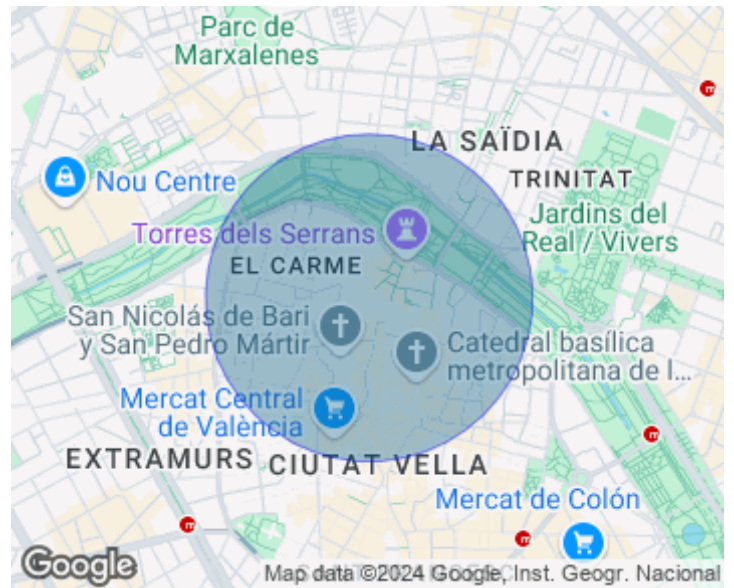 Parc de
Marxalenes
LA SAÏDIA
TRINITAT
Nou Centre
Jardins del
Real / Vivers
Torres dels Serrans
EL CARME
San Nicolás de Bari
y San Pedro Mártir
Catedral basílica
metropolitana de l...
Mercat Central
de València
EXTRAMURS
CIUTAT VELLA
Mercat de Colón
Google
Map data ©2024 Google, Inst. Geogr. Nacional